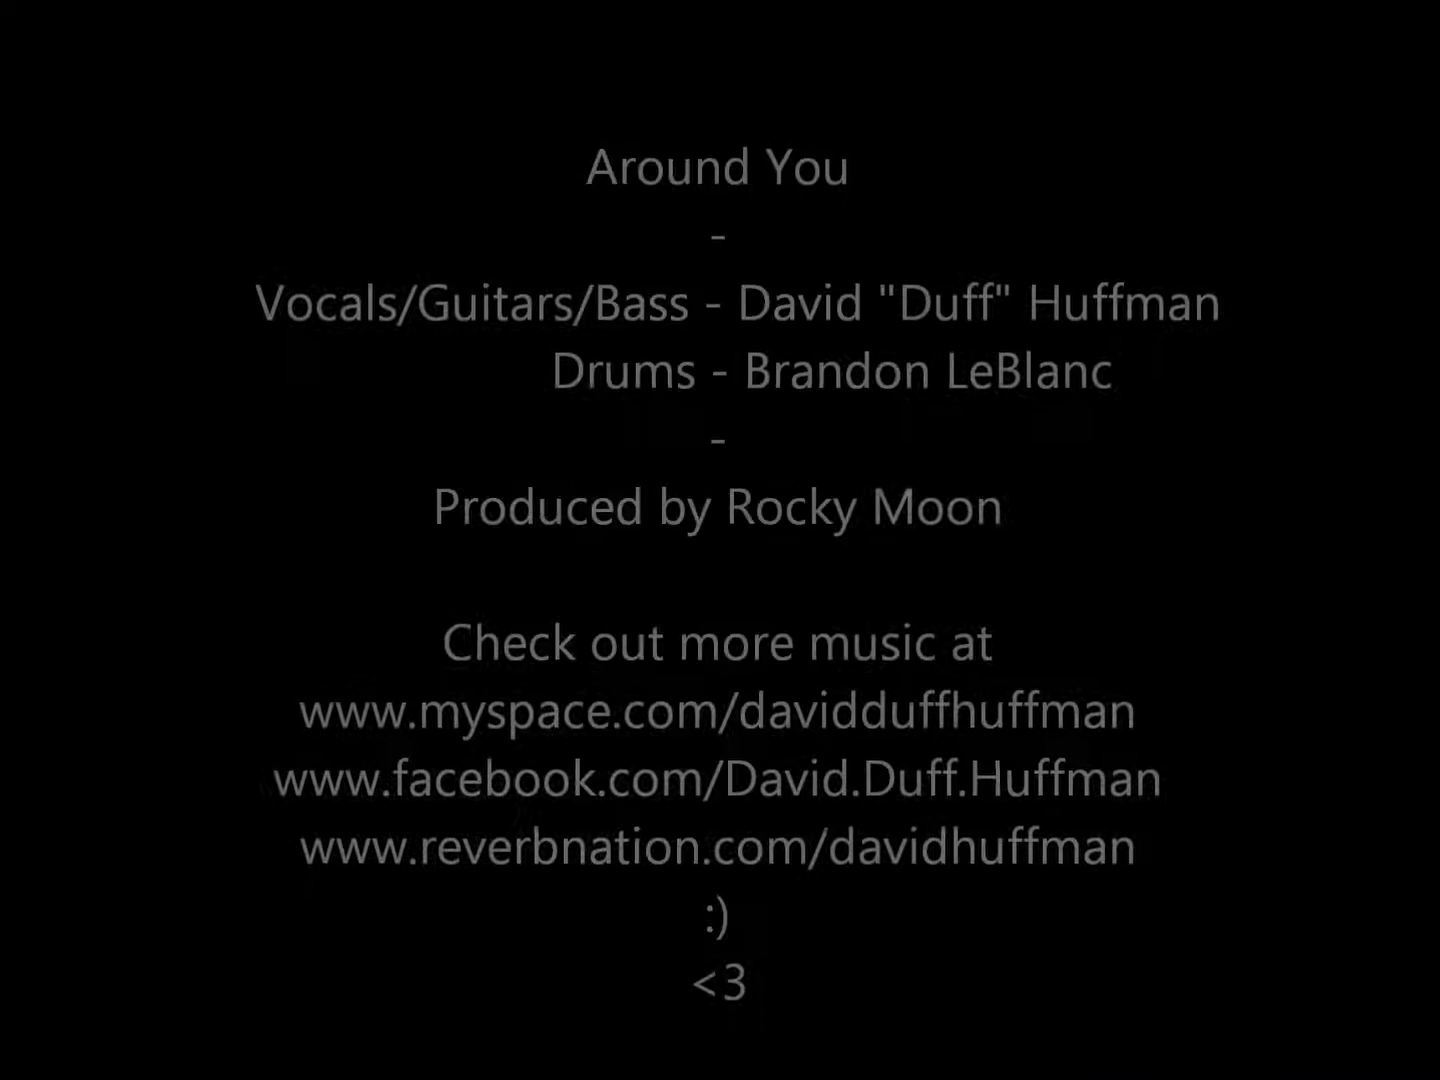 Around You
-
Vocals/Guitars/Bass - David "Duff" Huffman
Drums - Brandon LeBlanc
-
Produced by Rocky Moon
Check out more music at
www.myspace.com/davidduffhuffman
www.facebook.com/David.Duff.Huffman
www.reverbnation.com/davidhuffman
:)
<3